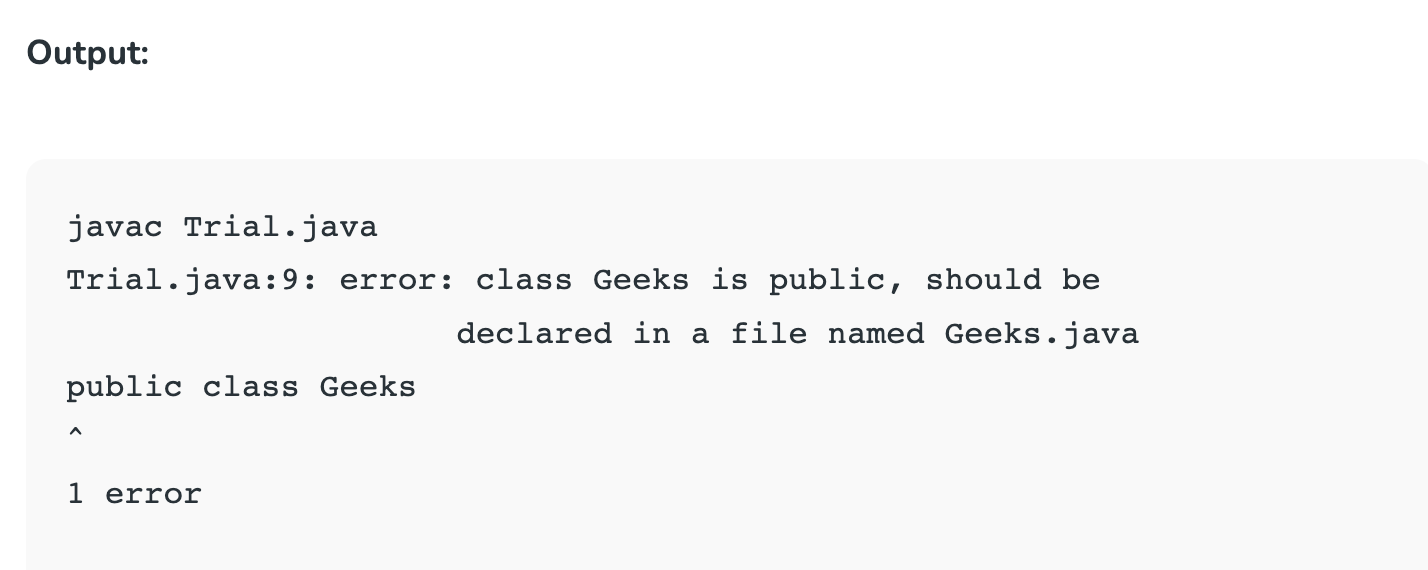 Output:
javac Trial.java
Trial.java:9: error: class Geeks is public, should be
declared in a file named Geeks.java
public class Geeks
^
1 error